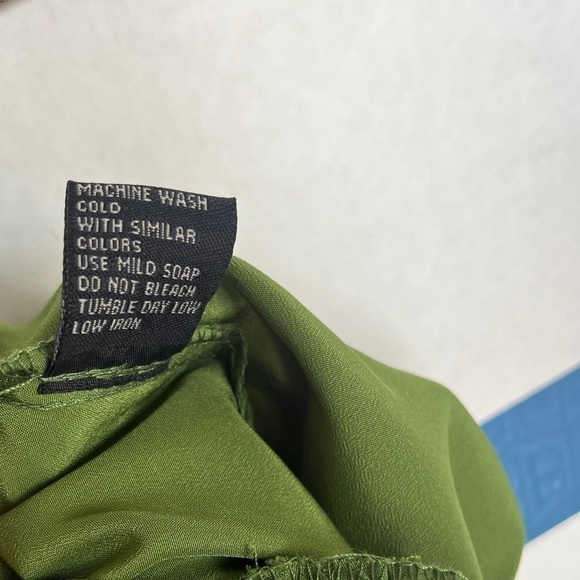 MACHINE WASH
COLD
WITH SIMILAR
COLORS
USE MILD SOAP
DO NOT BLEACH
TUMBLE DRY LOW
LOW IRON